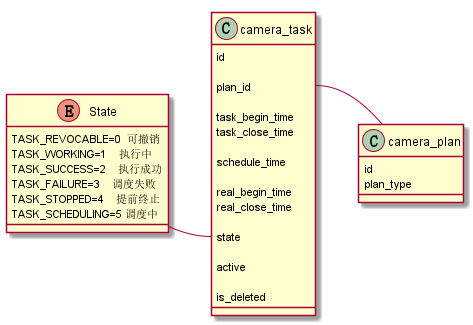 E State
TASK_REVOCABLE=0 可撤销
TASK_WORKING=1 执行中
TASK_SUCCESS=2 执行成功
TASK_FAILURE=3 调度失败
TASK_STOPPED=4 提前终止
TASK_SCHEDULING=5 调度中
C camera_task
id
plan_id
task_begin_time
task_close_time
schedule_time
real_begin_time
real_close_time
state
active
is_deleted
C camera_plan
id
plan_type